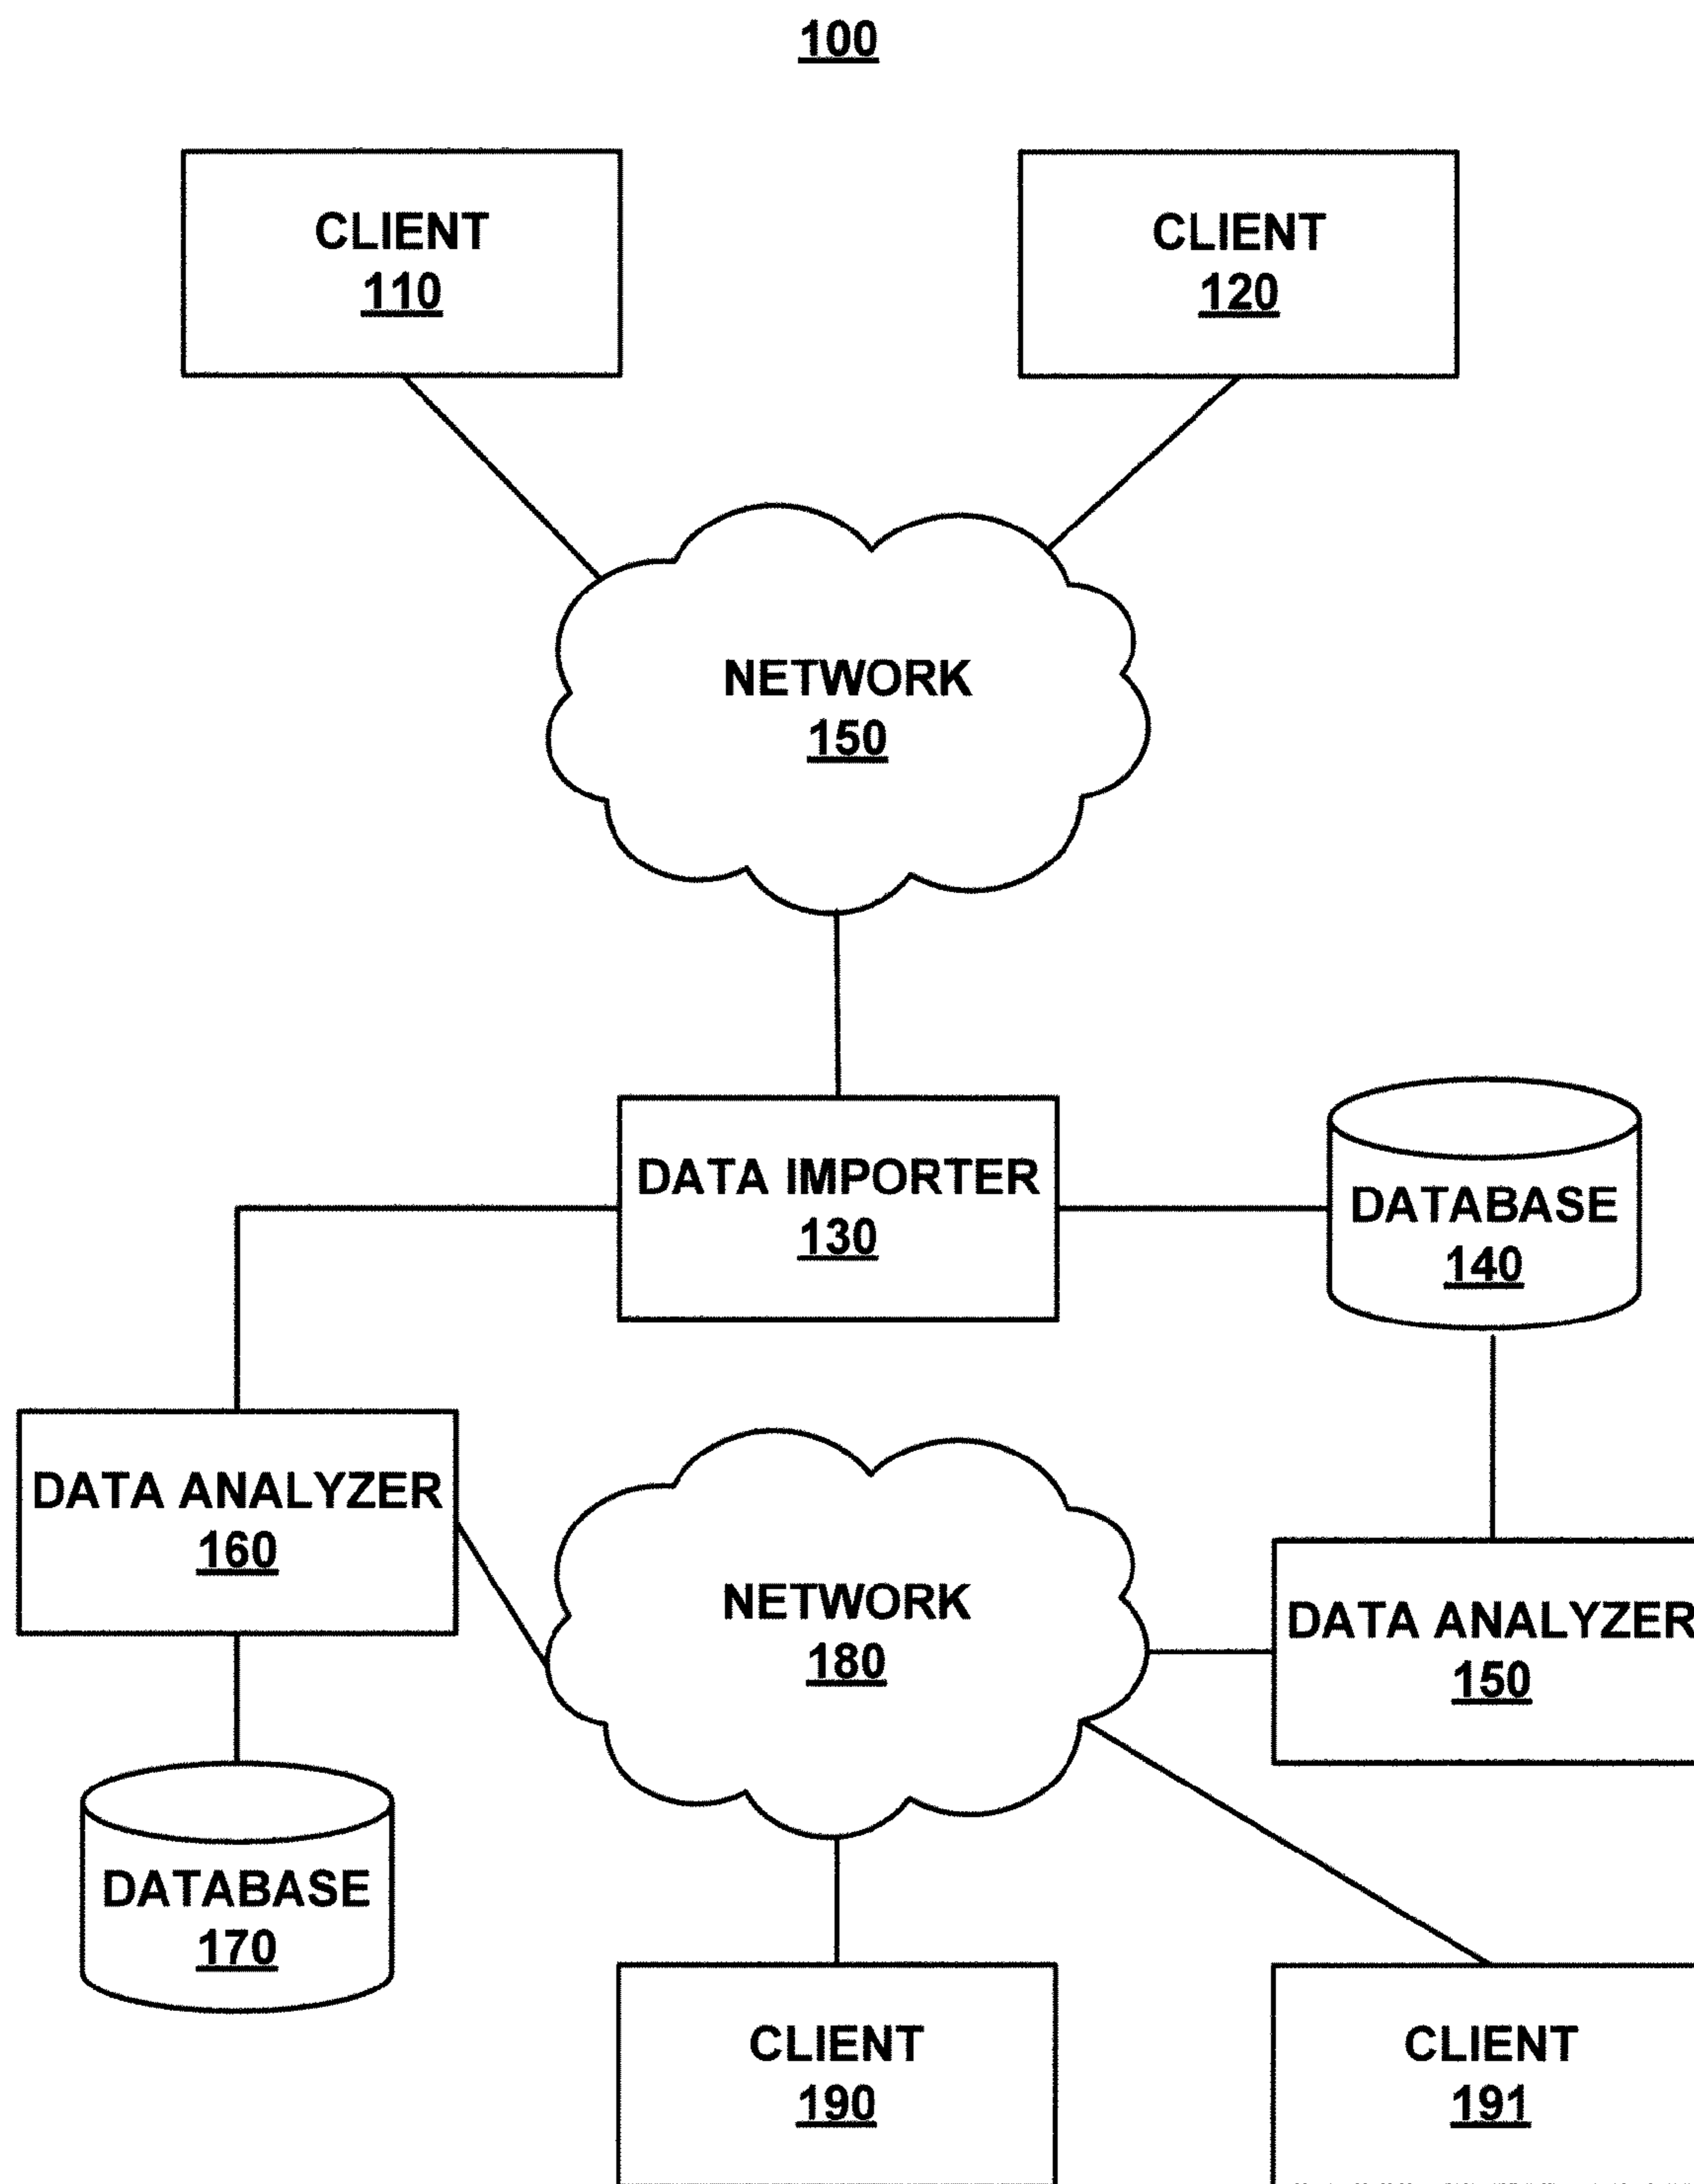 100
CLIENT
110
CLIENT
120
NETWORK
150
DATA IMPORTER
130
DATABASE
140
DATA ANALYZER
160
NETWORK
180
DATA ANALYZER
150
DATABASE
170
CLIENT
190
CLIENT
191